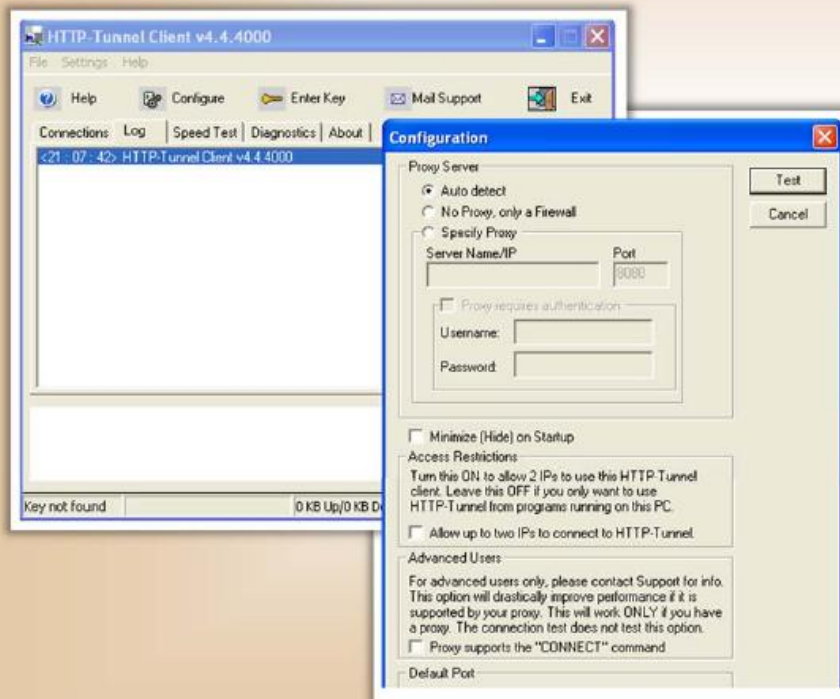 HTTP-Tunnel Client v4.4.4000
File Settings Help
Help Configure Enter Key Mail Support Exit
Connections Log Speed Test Diagnostics About
<21 : 07 : 42> HTTP-Tunnel Client v4.4.4000
Key not found 0 KB Up/0 KB D
Configuration
Proxy Server
Auto detect
No Proxy, only a Firewall
Specify Proxy
Server Name/IP Port
8080
Proxy requires authentication
Username:
Password:
Test
Cancel
Minimize (Hide) on Startup
Access Restrictions
Turn this ON to allow 2 IPs to use this HTTP-Tunnel
client. Leave this OFF if you only want to use
HTTP-Tunnel from programs running on this PC.
Allow up to two IPs to connect to HTTP-Tunnel
Advanced Users
For advanced users only, please contact Support for info.
This option will drastically improve performance if it is
supported by your proxy. This will work ONLY if you have
a proxy. The connection test does not test this option.
Proxy supports the "CONNECT" command
Default Port